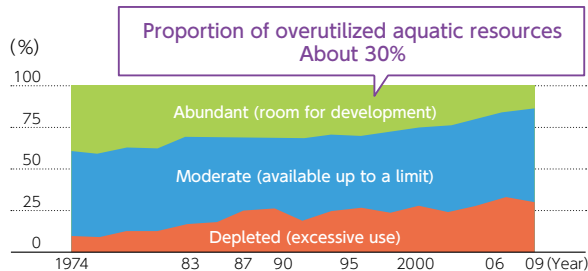 Proportion of overutilized aquatic resources
About 30%
(%)
100
Abundant (room for development)
75
50
Moderate (available up to a limit)
25
Depleted (excessive use)
0
1974 83 87 90 95 2000 06 09 (Year)